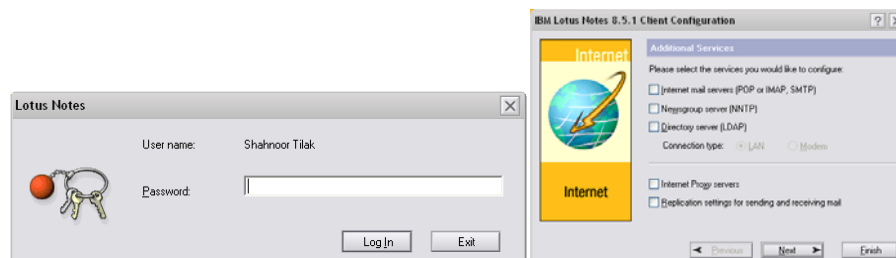 Lotus Notes
User name: Shahnoor Tilak
Password:
Log In Exit
IBM Lotus Notes 8.5.1 Client Configuration
Internet
Internet
Additional Services
Please select the services you would like to configure:
Internet mail servers (POP or IMAP, SMTP)
Newsgroup server (NNTP)
Directory server (LDAP)
Connection type: LAN Modem
Internet Proxy servers
Replication settings for sending and receiving mail
Previous Next Finish